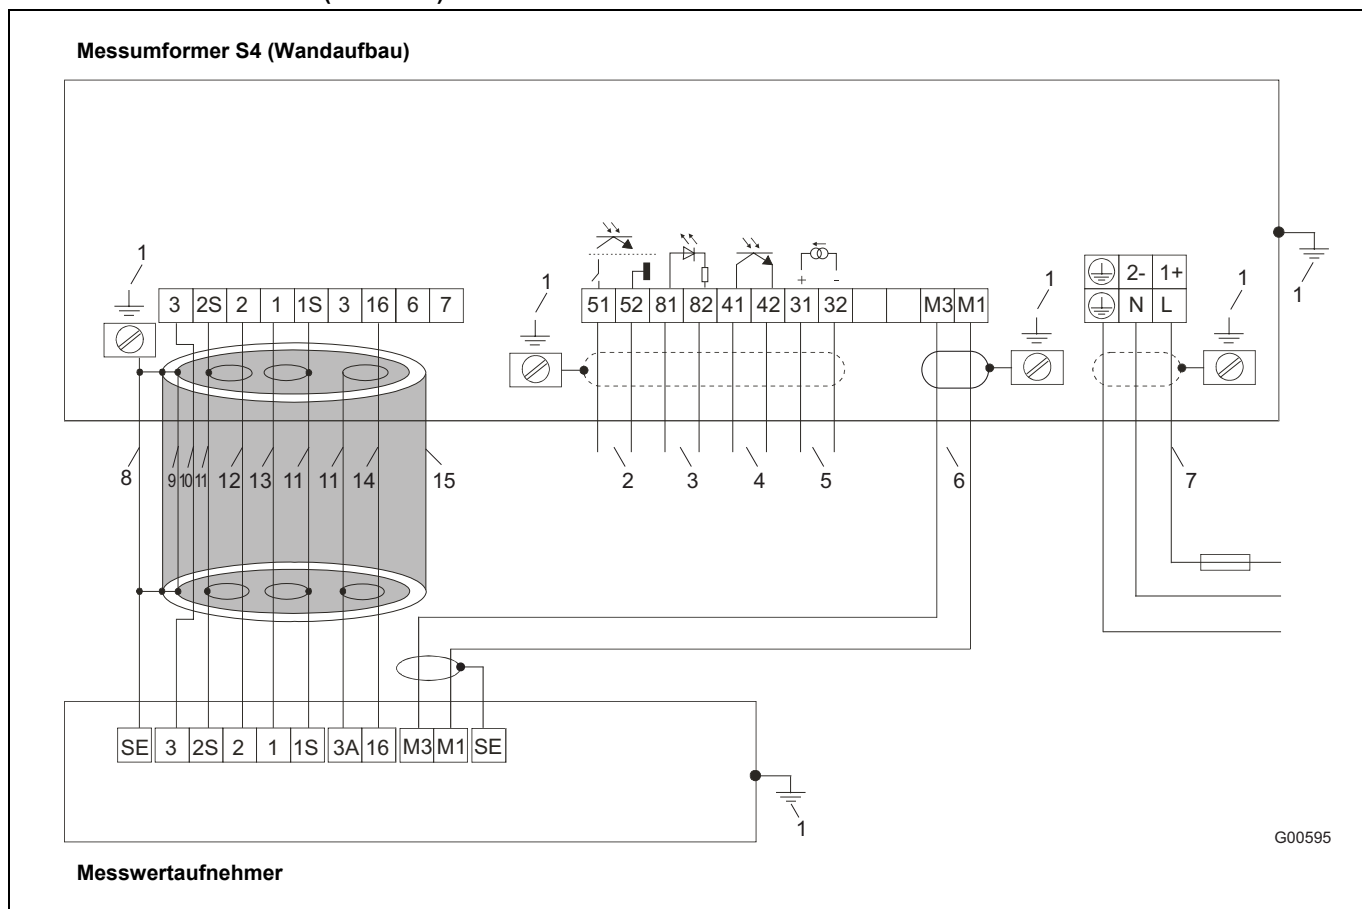 Messumformer S4 (Wandaufbau)
1 1 1 1 1
2- 1+
3 2S 2 1 1S 3 16 6 7
51 52 81 82 41 42 31 32 M3 M1
N L
+ -
8 9 10 11 12 13 11 11 14 15 2 3 4 5 6 7
SE 3 2S 2 1 1S 3A 16 M3 M1 SE
1
G00595
Messwertaufnehmer